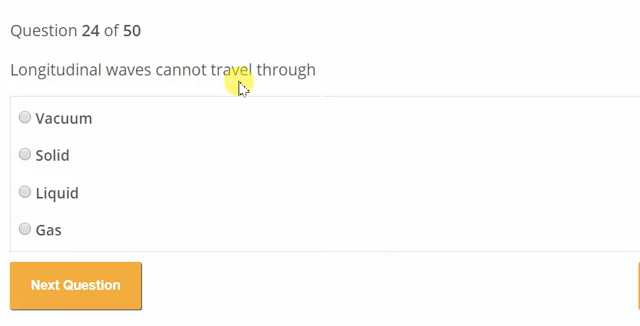 Question 24 of 50
Longitudinal waves cannot travel through
Vacuum
Solid
Liquid
Gas
Next Question